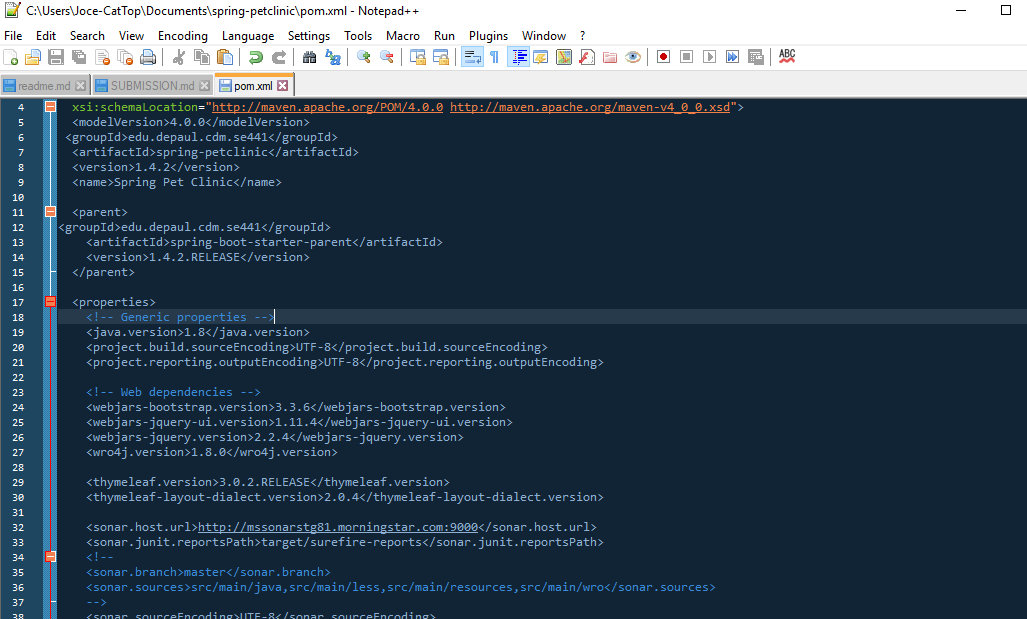 C:\Users\Joce-CatTop\Documents\spring-petclinic\pom.xml - Notepad++
File Edit Search View Encoding Language Settings Tools Macro Run Plugins Window ?
ABC
readme.md SUBMISSION.md pom.xml
4 xsi:schemaLocation="http://maven.apache.org/POM/4.0.0 http://maven.apache.org/maven-v4_0_0.xsd">
5 <modelVersion>4.0.0</modelVersion>
6 <groupId>edu.depaul.cdm.se441</groupId>
7 <artifactId>spring-petclinic</artifactId>
8 <version>1.4.2</version>
9 <name>Spring Pet Clinic</name>
10
11 <parent>
12 <groupId>edu.depaul.cdm.se441</groupId>
13 <artifactId>spring-boot-starter-parent</artifactId>
14 <version>1.4.2.RELEASE</version>
15 </parent>
16
17 <properties>
18 <!-- Generic properties -->
19 <java.version>1.8</java.version>
20 <project.build.sourceEncoding>UTF-8</project.build.sourceEncoding>
21 <project.reporting.outputEncoding>UTF-8</project.reporting.outputEncoding>
22
23 <!-- Web dependencies -->
24 <webjars-bootstrap.version>3.3.6</webjars-bootstrap.version>
25 <webjars-jquery-ui.version>1.11.4</webjars-jquery-ui.version>
26 <webjars-jquery.version>2.2.4</webjars-jquery.version>
27 <wro4j.version>1.8.0</wro4j.version>
28
29 <thymeleaf.version>3.0.2.RELEASE</thymeleaf.version>
30 <thymeleaf-layout-dialect.version>2.0.4</thymeleaf-layout-dialect.version>
31
32 <sonar.host.url>http://mssonarstg81.morningstar.com:9000</sonar.host.url>
33 <sonar.junit.reportsPath>target/surefire-reports</sonar.junit.reportsPath>
34 <!--
35 <sonar.branch>master</sonar.branch>
36 <sonar.sources>src/main/java,src/main/less,src/main/resources,src/main/wro</sonar.sources>
37 -->
38 <sonar.sourceEncoding>UTF-8</sonar.sourceEncoding>